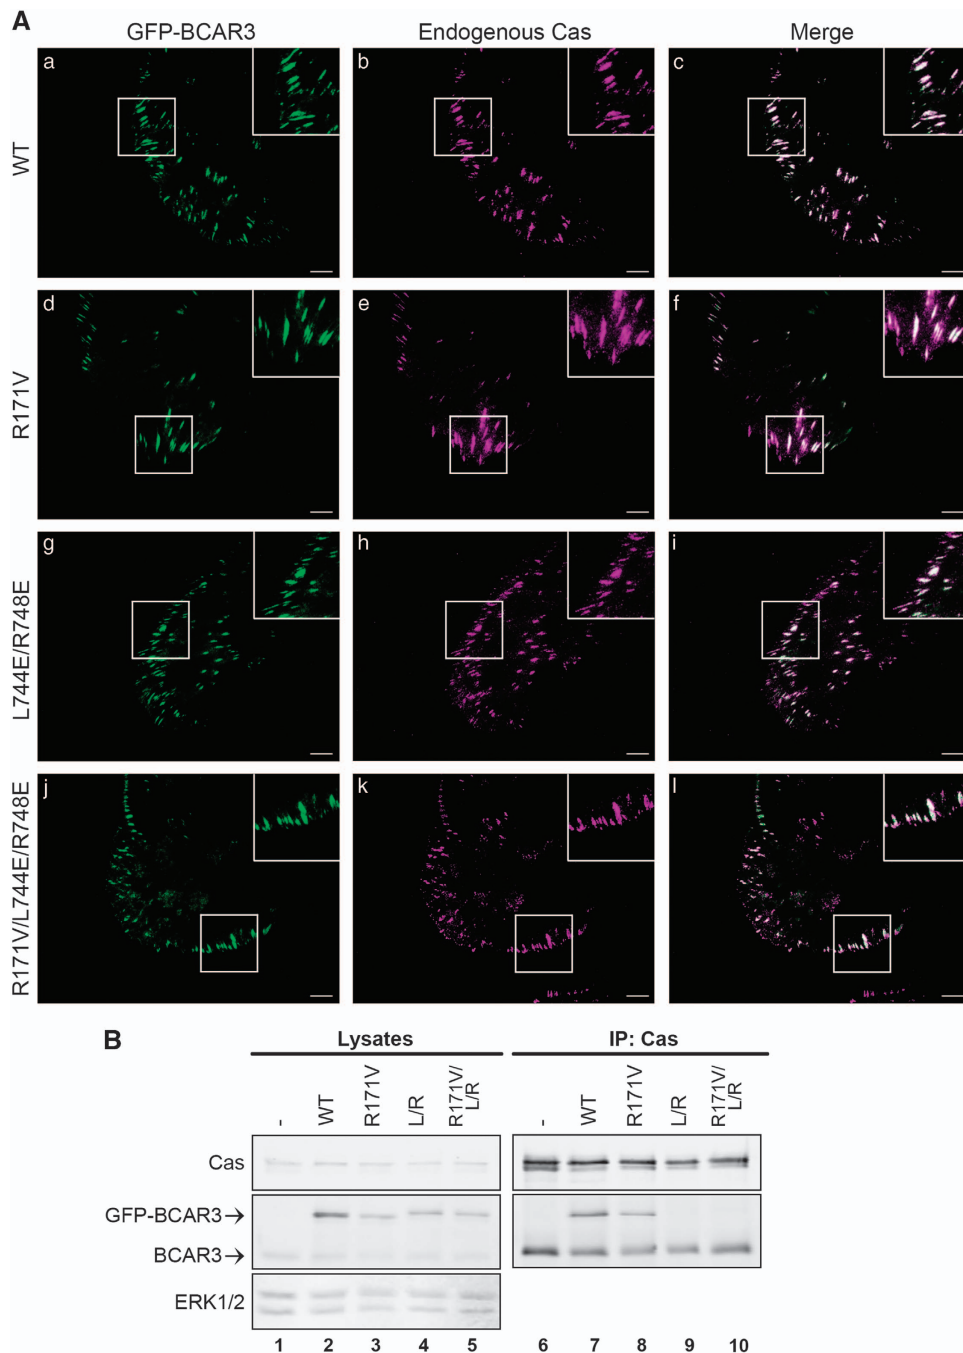 A
GFP-BCAR3 Endogenous Cas Merge
WT
a b c
R171V
d e f
L744E/R748E
g h i
R171V/L744E/R748E
j k l
B
Lysates IP: Cas
- WT R171V L/R R171V/ L/R - WT R171V L/R R171V/ L/R
Cas
GFP-BCAR3→
BCAR3→
ERK1/2
1 2 3 4 5 6 7 8 9 10